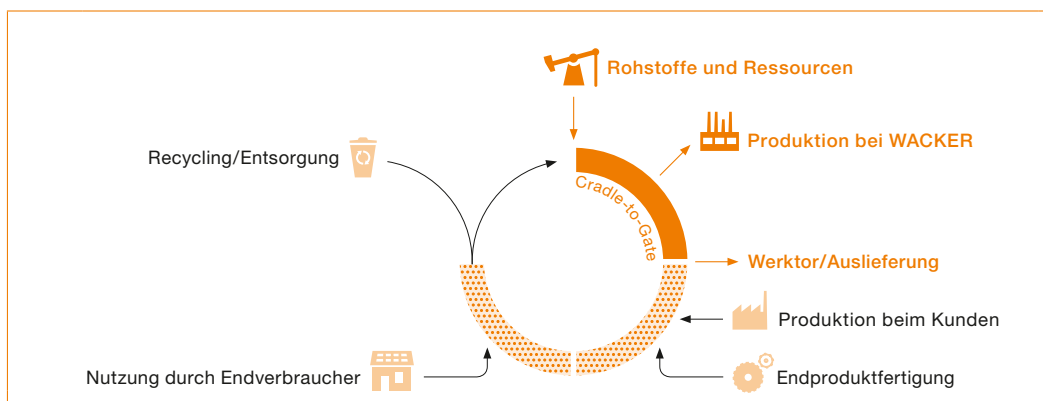 Rohstoffe und Ressourcen
Produktion bei WACKER
Recycling/Entsorgung
Cradle-to-Gate
Werktor/Auslieferung
Produktion beim Kunden
Nutzung durch Endverbraucher
Endproduktfertigung